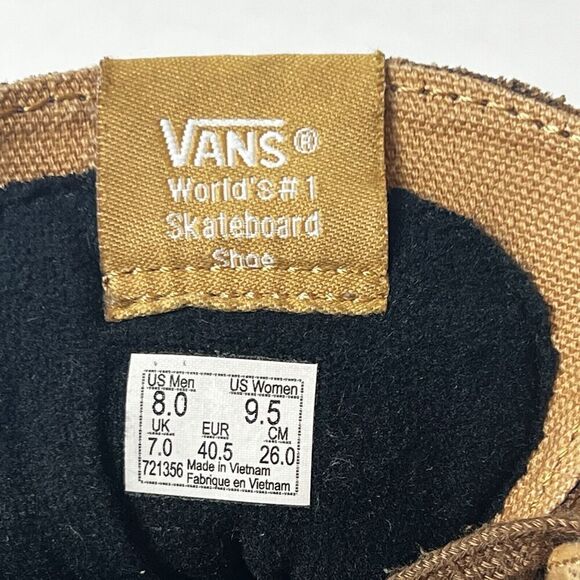 VANS®
World's #1
Skateboard
Shoe
US Men US Women
8.0 9.5
UK EUR CM
7.0 40.5 26.0
721356 Made in Vietnam
Fabrique en Vietnam